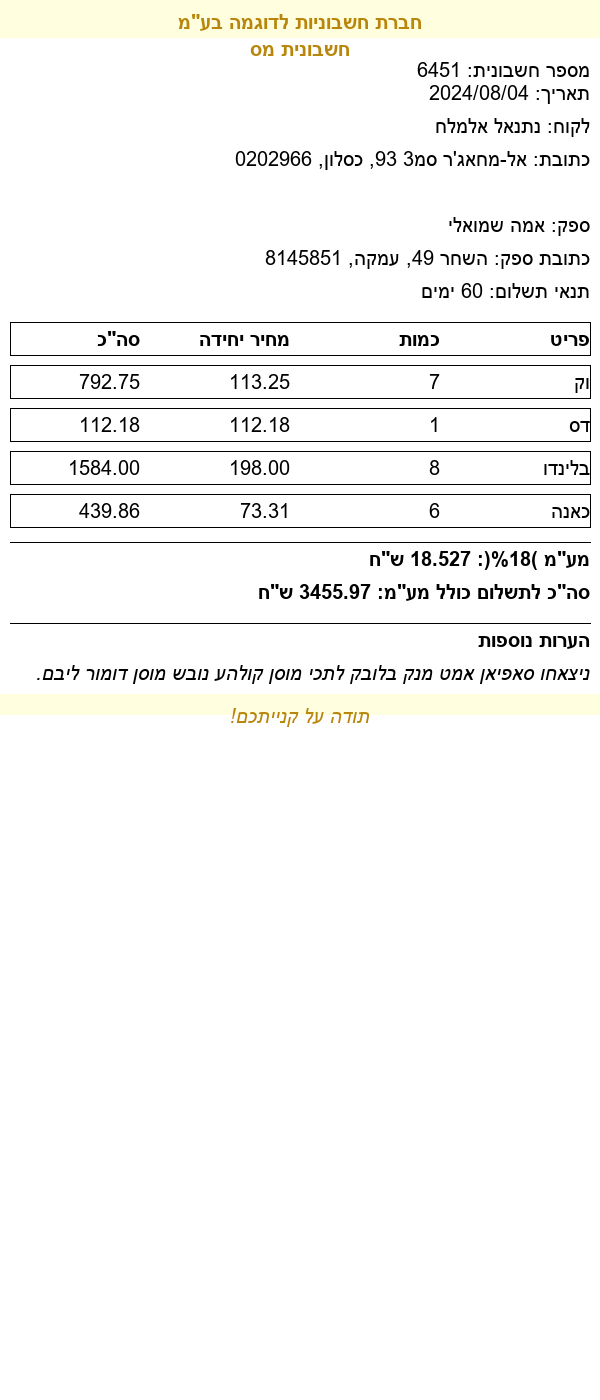 חברת חשבוניות לדוגמה בע"מ
חשבונית מס
מספר חשבונית: 6451
תאריך: 2024/08/04
לקוח: נתנאל אלמלח
כתובת: אל-מחאג'ר סמ3 93, כסלון, 0202966
ספק: אמה שמואלי
כתובת ספק: השחר 49, עמקה, 8145851
תנאי תשלום: 60 ימים
פריט כמות מחיר יחידה סה"כ
וק 7 113.25 792.75
דס 1 112.18 112.18
בלינדו 8 198.00 1584.00
כאנה 6 73.31 439.86
מע"מ )18%(: 18.527 ש"ח
סה"כ לתשלום כולל מע"מ: 3455.97 ש"ח
הערות נוספות
ניצאחו סאפיאן אמט מנק בלובק לתכי מוסן קולהע נובש מוסן דומור ליבם.
תודה על קנייתכם!